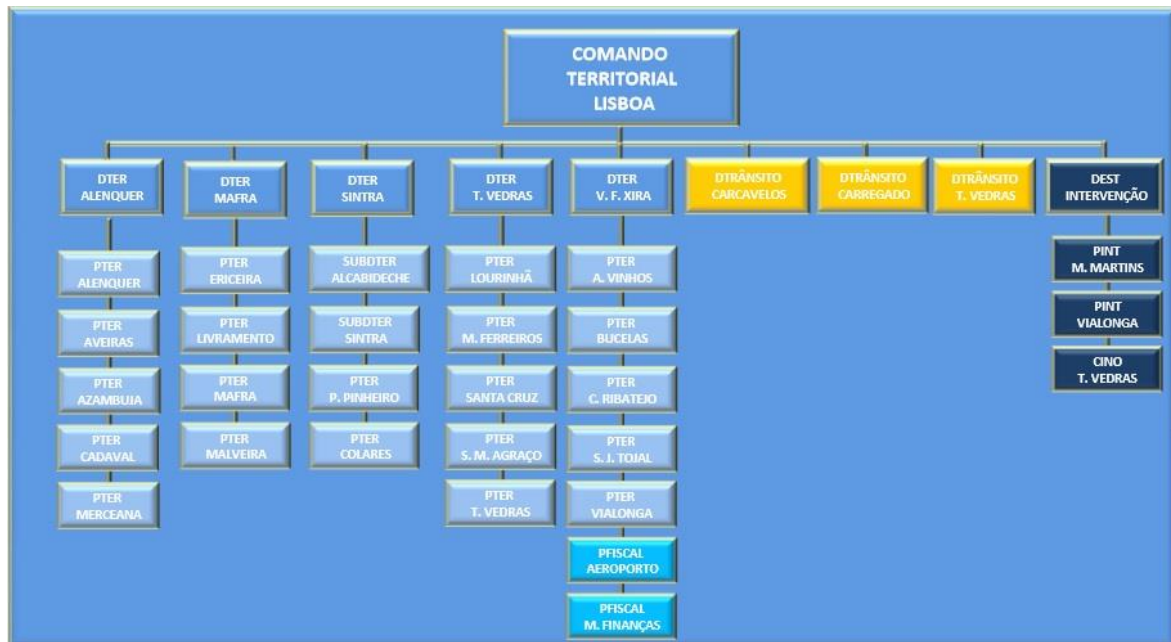 COMANDO
TERRITORIAL
LISBOA
DTER
ALENQUER
DTER
MAFRA
DTER
SINTRA
DTER
T. VEDRAS
DTER
V. F. XIRA
DTRÂNSITO
CARCAVELOS
DTRÂNSITO
CARREGADO
DTRÂNSITO
T. VEDRAS
DEST
INTERVENÇÃO
PTER
ALENQUER
PTER
AVEIRAS
PTER
AZAMBUJA
PTER
CADAVAL
PTER
MERCEANA
PTER
ERICEIRA
PTER
LIVRAMENTO
PTER
MAFRA
PTER
MALVEIRA
SUBDTER
ALCABIDECHE
SUBDTER
SINTRA
PTER
P. PINHEIRO
PTER
COLARES
PTER
LOURINHÃ
PTER
M. FERREIROS
PTER
SANTA CRUZ
PTER
S. M. AGRAÇO
PTER
T. VEDRAS
PTER
A. VINHOS
PTER
BUCELAS
PTER
C. RIBATEJO
PTER
S. J. TOJAL
PTER
VIALONGA
PFISCAL
AEROPORTO
PFISCAL
M. FINANÇAS
PINT
M. MARTINS
PINT
VIALONGA
CINO
T. VEDRAS